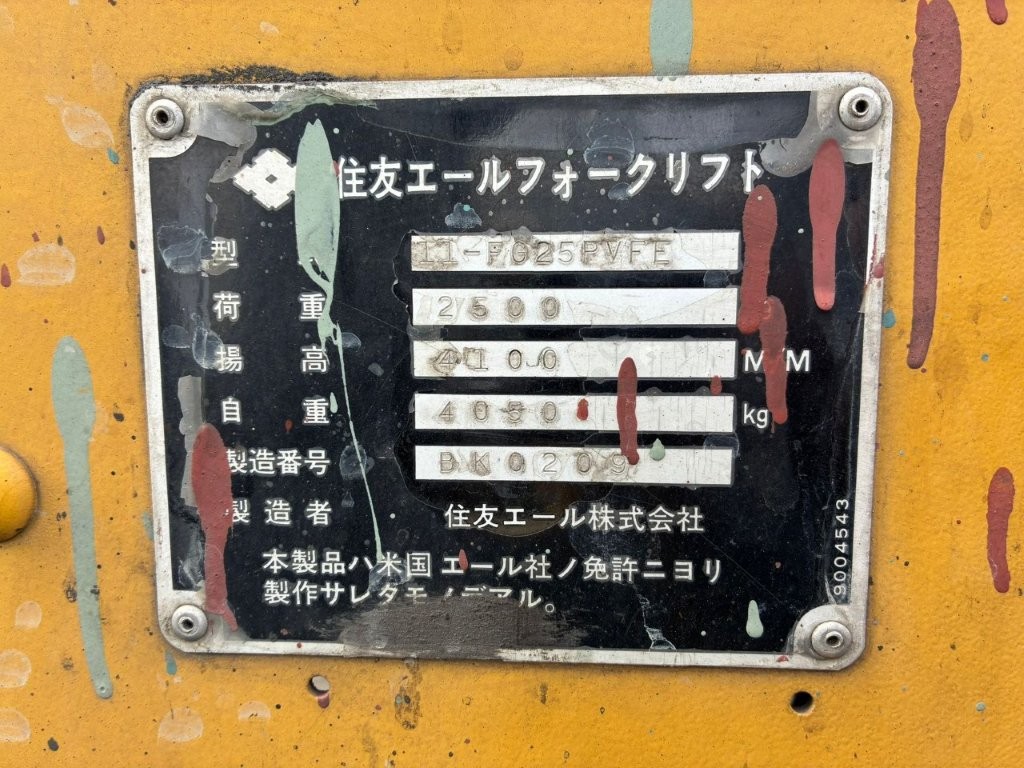 住友エールフォークリフト
型 11-FG25PVFE
荷重 2500
揚高 4100 M/M
自重 4050 kg
製造番号 BK0209
製造者 住友エール株式会社
本製品ハ米国エール社ノ免許ニヨリ
製作サレタモノデアル。
9004543